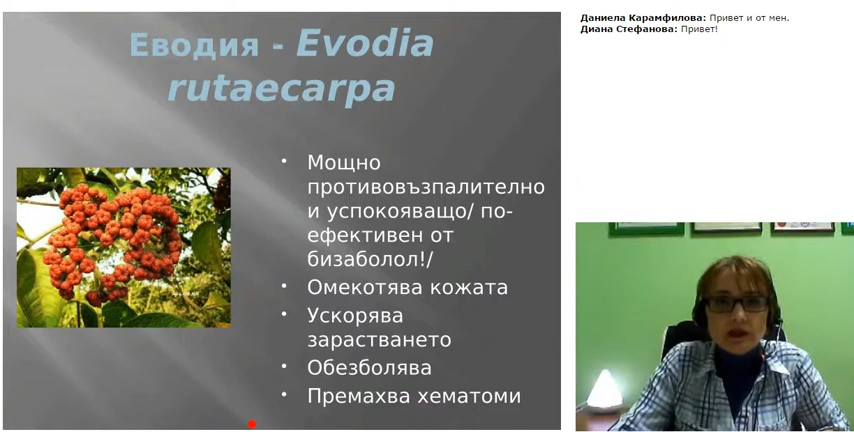 Еводия - Evodia
rutaecarpa
• Мощно
противовъзпалително
и успокояващо/ по-
ефективен от
бизаболол!/
• Омекотява кожата
• Ускорява
зарастването
• Обезболява
• Премахва хематоми
Даниела Карамфилова: Привет и от мен.
Диана Стефанова: Привет!